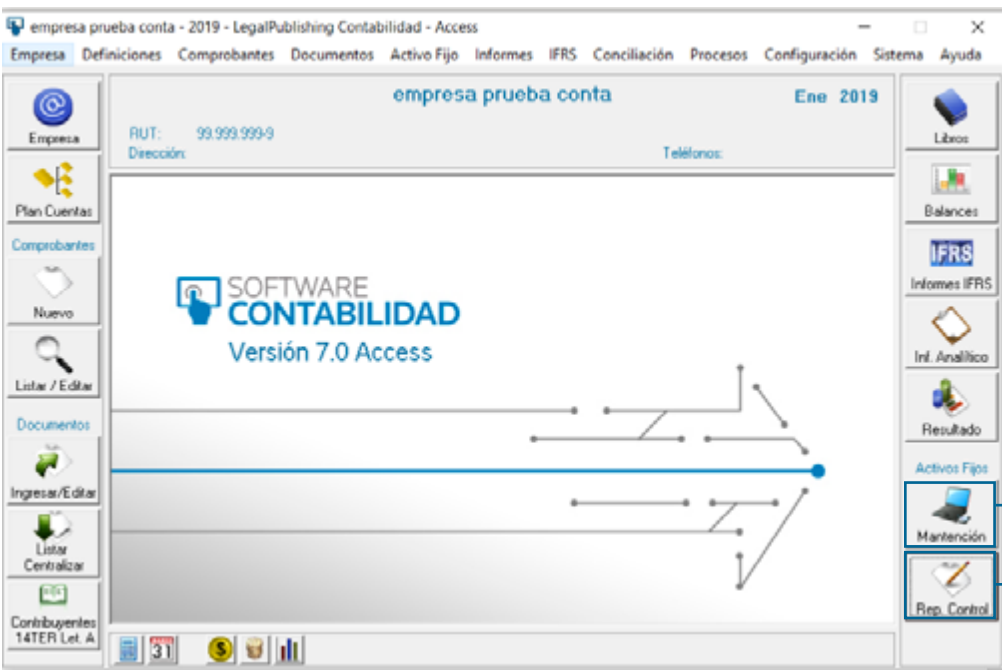 empresa prueba conta - 2019 - LegalPublishing Contabilidad - Access
Empresa Definiciones Comprobantes Documentos Activo Fijo Informes IFRS Conciliación Procesos Configuración Sistema Ayuda
empresa prueba conta Ene 2019
RUT: 99.999.999-9
Dirección: Teléfonos:
Empresa
Plan Cuentas
Comprobantes
Nuevo
Listar / Editar
Documentos
Ingresar/Editar
Listar
Centralizar
Contribuyentes
14TER Let. A
SOFTWARE
CONTABILIDAD
Versión 7.0 Access
31
$
Libros
Balances
IFRS
Informes IFRS
Inf. Analítico
Resultado
Activos Fijos
Mantención
Rep. Control